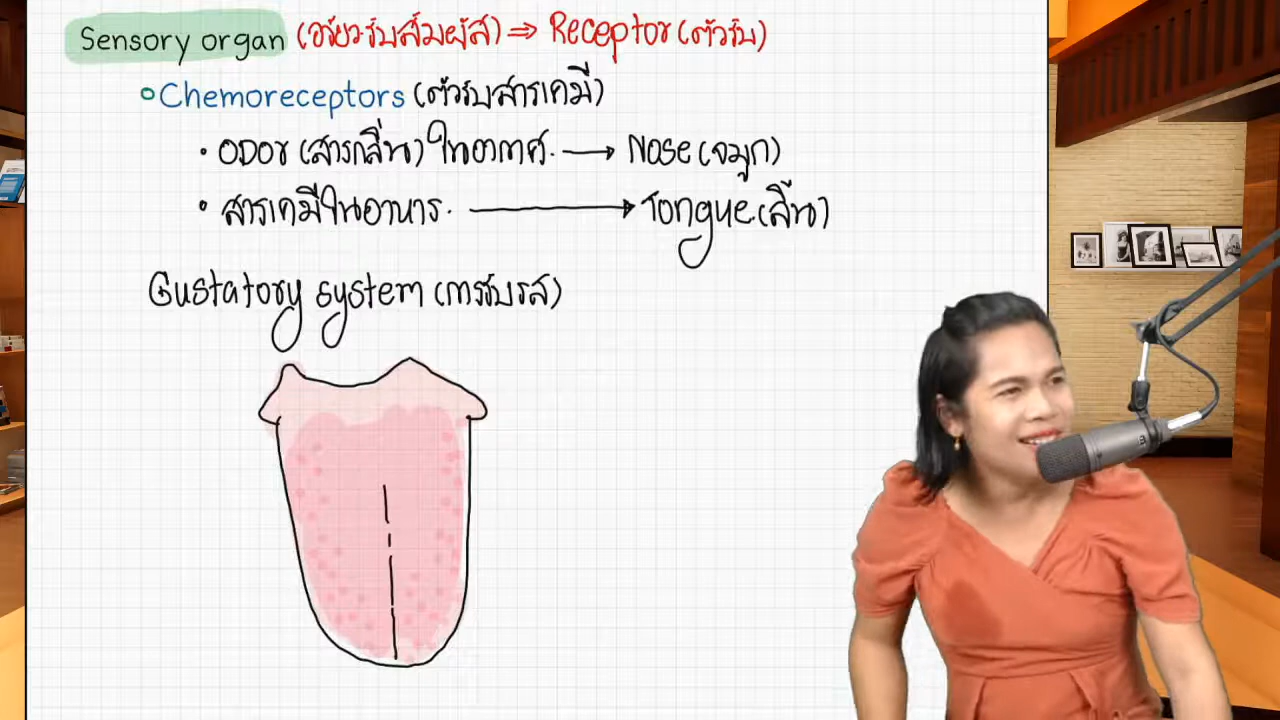 Sensory organ (อวัยวะรับสัมผัส) ⇒ Receptor (ตัวรับ)
Chemoreceptors (ตัวรับสารเคมี)
• ODOR (สารกลิ่น) ในอากาศ → Nose (จมูก)
• สารเคมีในอาหาร → Tongue (ลิ้น)
Gustatory system (การรับรส)